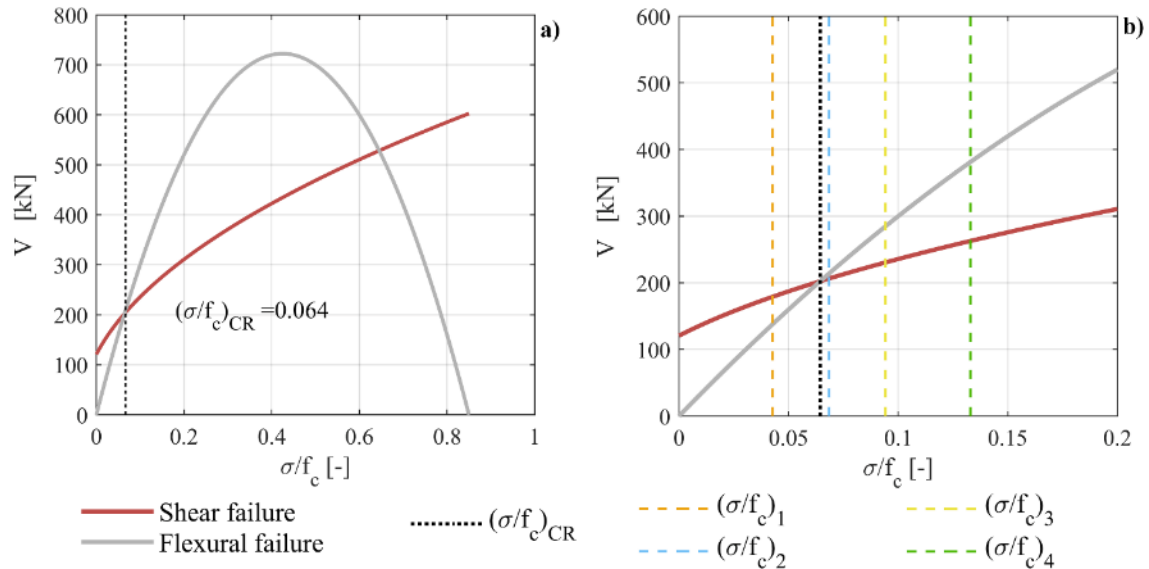 800
700
600
500
400
300
200
100
0
V [kN]
a)
(σ/f_c)_CR =0.064
0 0.2 0.4 0.6 0.8 1
σ/f_c [-]
600
500
400
300
200
100
0
V [kN]
b)
0 0.05 0.1 0.15 0.2
σ/f_c [-]
Shear failure
Flexural failure
(σ/f_c)_CR
(σ/f_c)_1
(σ/f_c)_2
(σ/f_c)_3
(σ/f_c)_4